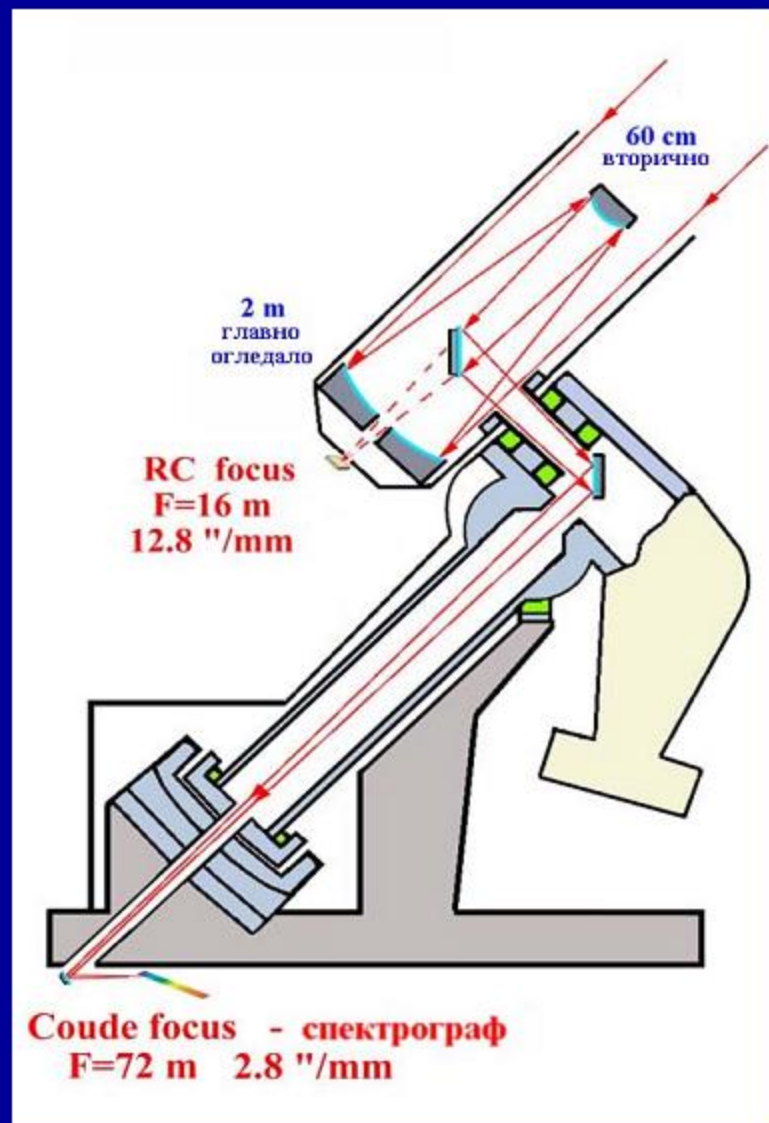 60 cm
вторично
2 m
главно
огледало
RC focus
F=16 m
12.8 "/mm
Coude focus - спектрограф
F=72 m 2.8 "/mm